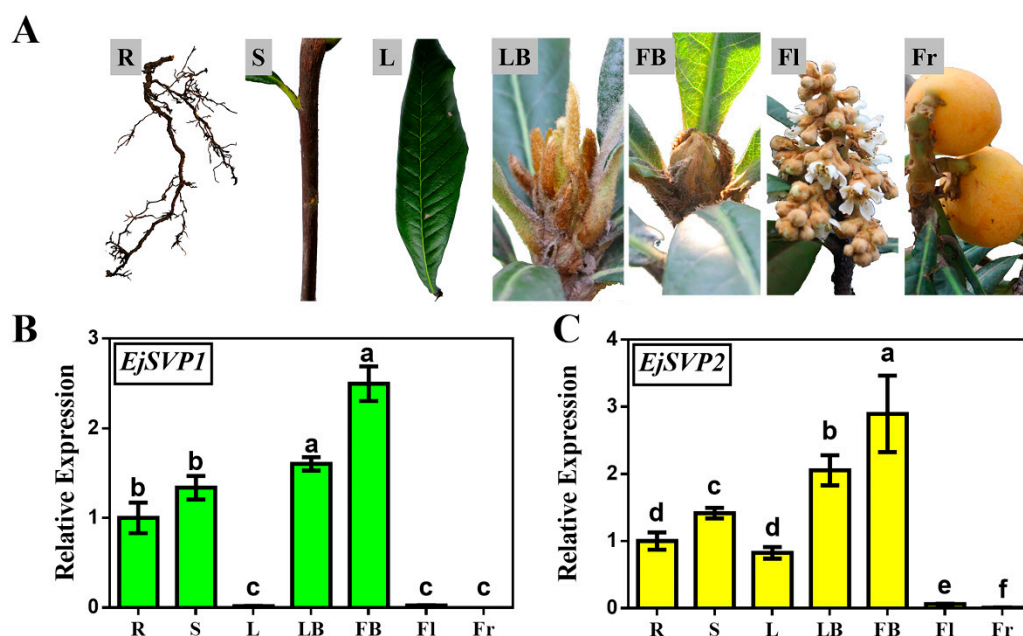 A
R S L LB FB Fl Fr
B
EjSVP1
Relative Expression
3
2
1
0
b b c a a c c
R S L LB FB Fl Fr
C
EjSVP2
Relative Expression
4
3
2
1
0
d c d b a e f
R S L LB FB Fl Fr